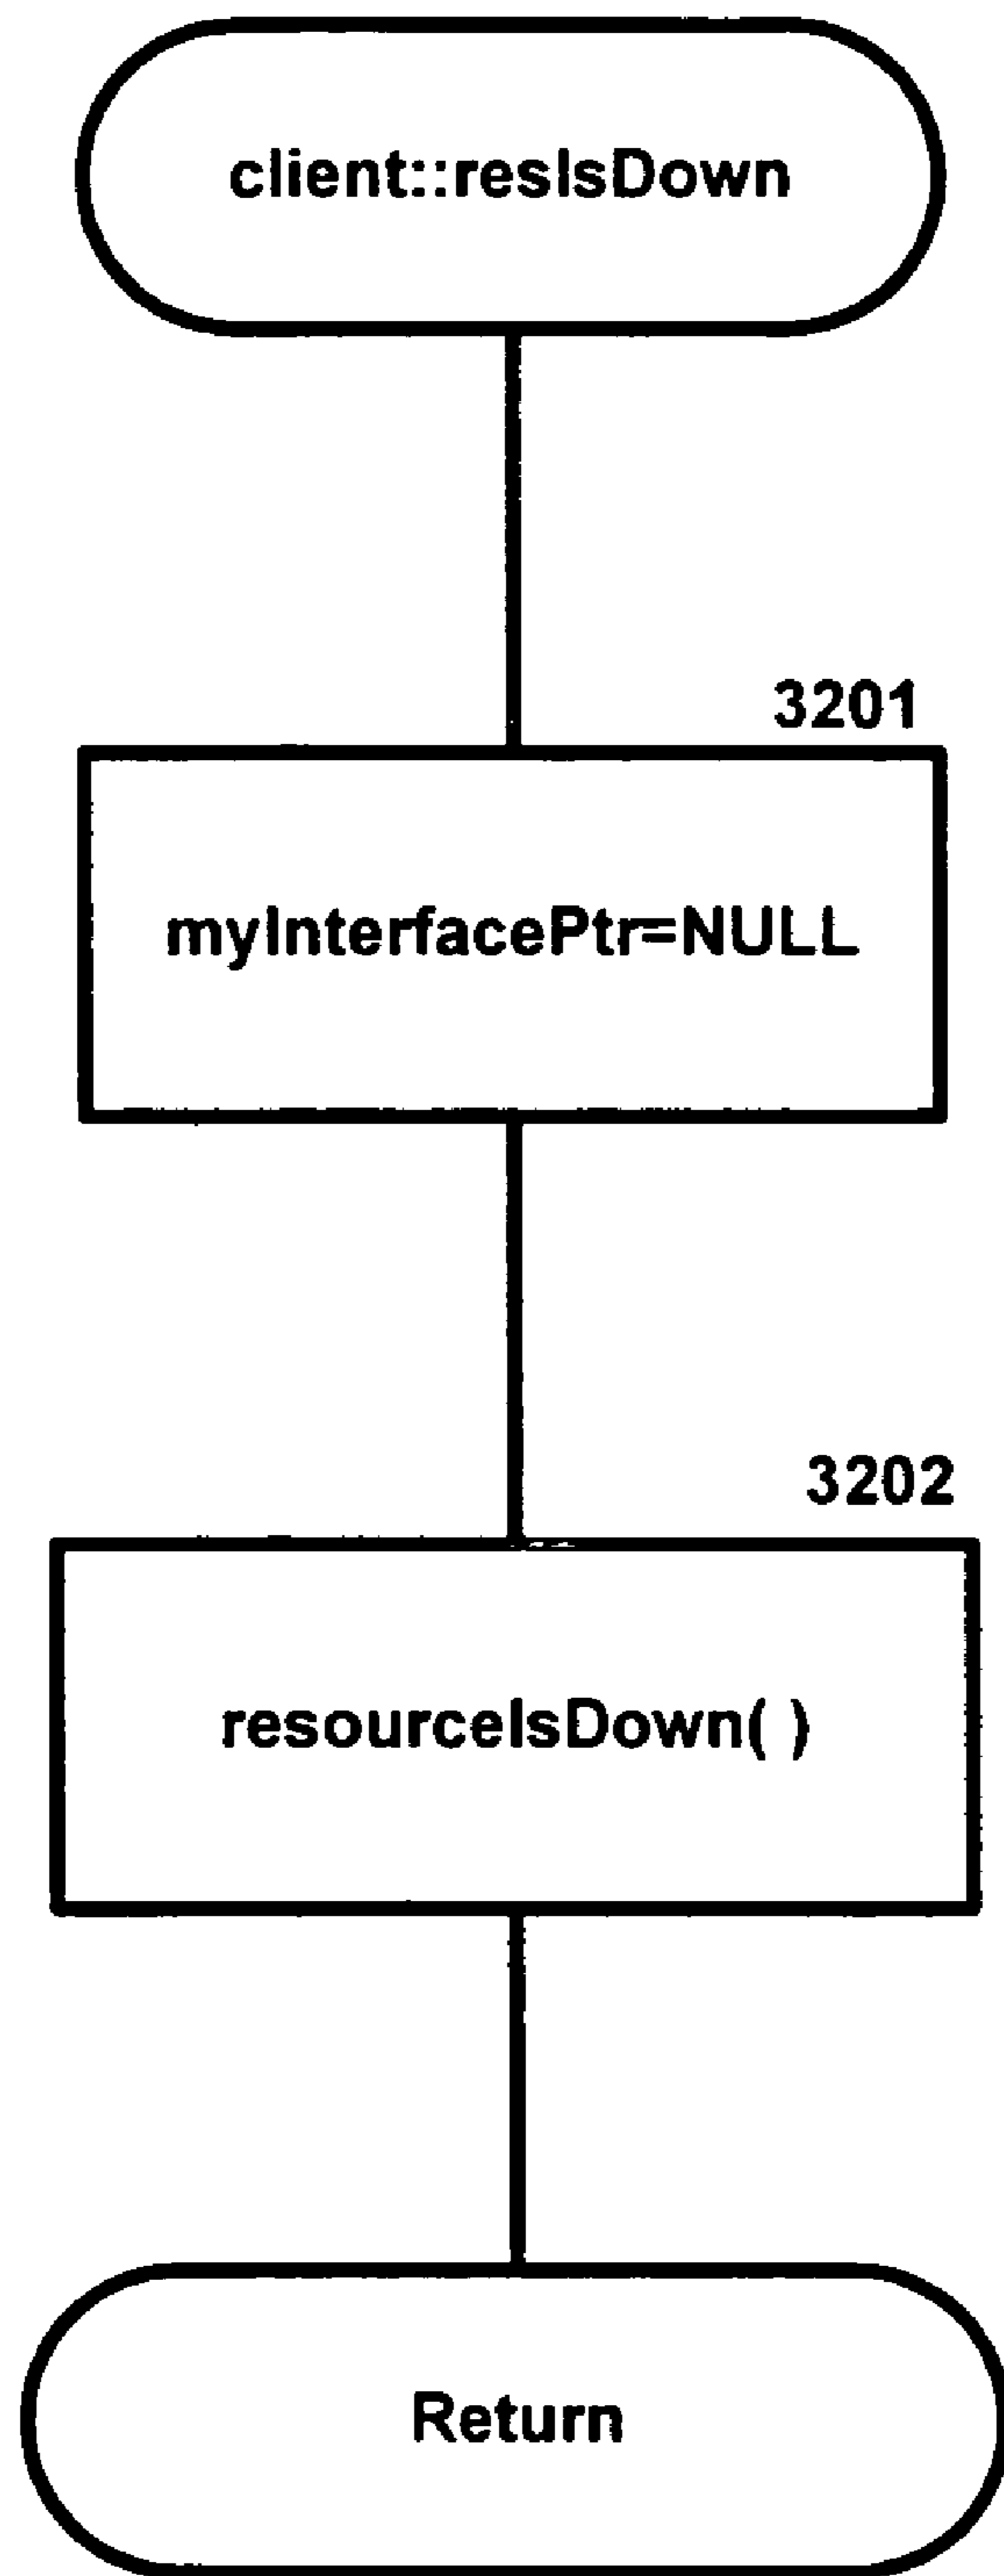 client::resIsDown
3201
myInterfacePtr=NULL
3202
resourceIsDown( )
Return